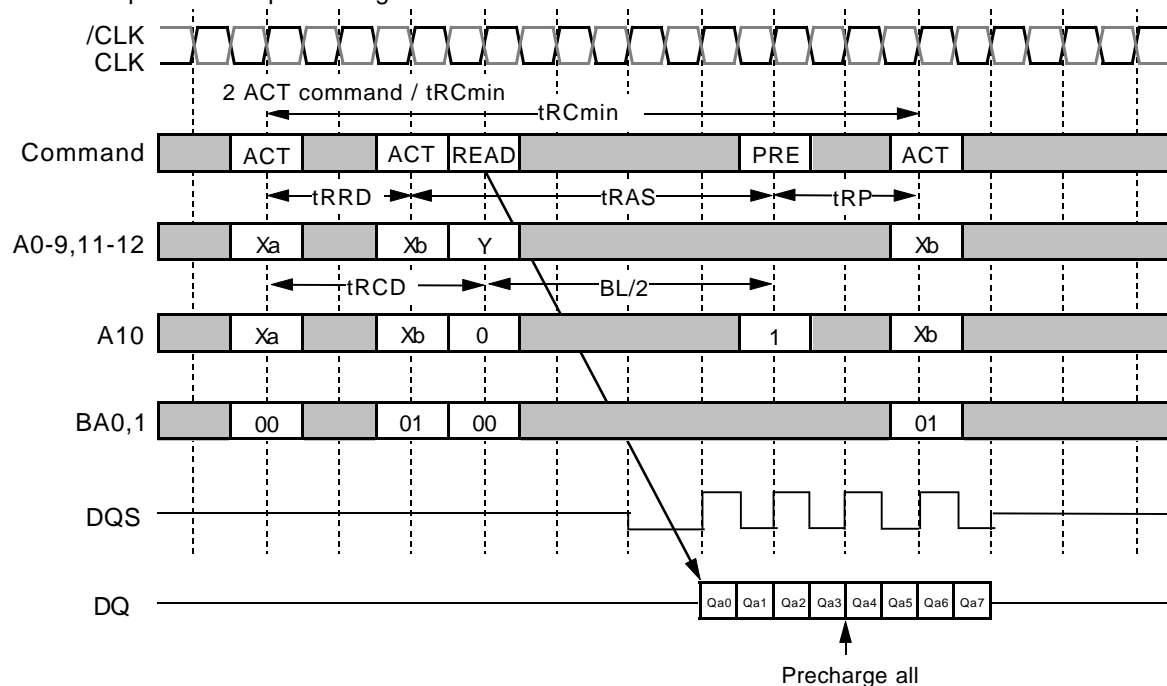 /CLK
CLK
2 ACT command / tRCmin
tRCmin
Command ACT ACT READ PRE ACT
tRRD tRAS tRP
A0-9,11-12 Xa Xb Y Xb
tRCD BL/2
A10 Xa Xb 0 1 Xb
BA0,1 00 01 00 01
DQS
DQ Qa0 Qa1 Qa2 Qa3 Qa4 Qa5 Qa6 Qa7
Precharge all